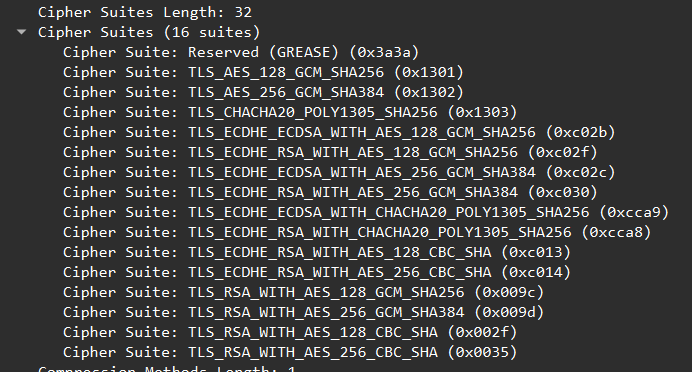 Cipher Suites Length: 32
Cipher Suites (16 suites)
Cipher Suite: Reserved (GREASE) (0x3a3a)
Cipher Suite: TLS_AES_128_GCM_SHA256 (0x1301)
Cipher Suite: TLS_AES_256_GCM_SHA384 (0x1302)
Cipher Suite: TLS_CHACHA20_POLY1305_SHA256 (0x1303)
Cipher Suite: TLS_ECDHE_ECDSA_WITH_AES_128_GCM_SHA256 (0xc02b)
Cipher Suite: TLS_ECDHE_RSA_WITH_AES_128_GCM_SHA256 (0xc02f)
Cipher Suite: TLS_ECDHE_ECDSA_WITH_AES_256_GCM_SHA384 (0xc02c)
Cipher Suite: TLS_ECDHE_RSA_WITH_AES_256_GCM_SHA384 (0xc030)
Cipher Suite: TLS_ECDHE_ECDSA_WITH_CHACHA20_POLY1305_SHA256 (0xcca9)
Cipher Suite: TLS_ECDHE_RSA_WITH_CHACHA20_POLY1305_SHA256 (0xcca8)
Cipher Suite: TLS_ECDHE_RSA_WITH_AES_128_CBC_SHA (0xc013)
Cipher Suite: TLS_ECDHE_RSA_WITH_AES_256_CBC_SHA (0xc014)
Cipher Suite: TLS_RSA_WITH_AES_128_GCM_SHA256 (0x009c)
Cipher Suite: TLS_RSA_WITH_AES_256_GCM_SHA384 (0x009d)
Cipher Suite: TLS_RSA_WITH_AES_128_CBC_SHA (0x002f)
Cipher Suite: TLS_RSA_WITH_AES_256_CBC_SHA (0x0035)
Compression Methods Length: 1